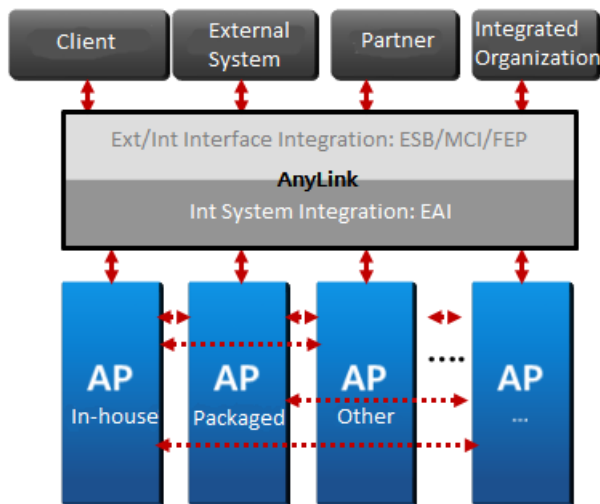 Client
External
System
Partner
Integrated
Organization
Ext/Int Interface Integration: ESB/MCI/FEP
AnyLink
Int System Integration: EAI
AP
In-house
AP
Packaged
AP
Other
....
AP
...